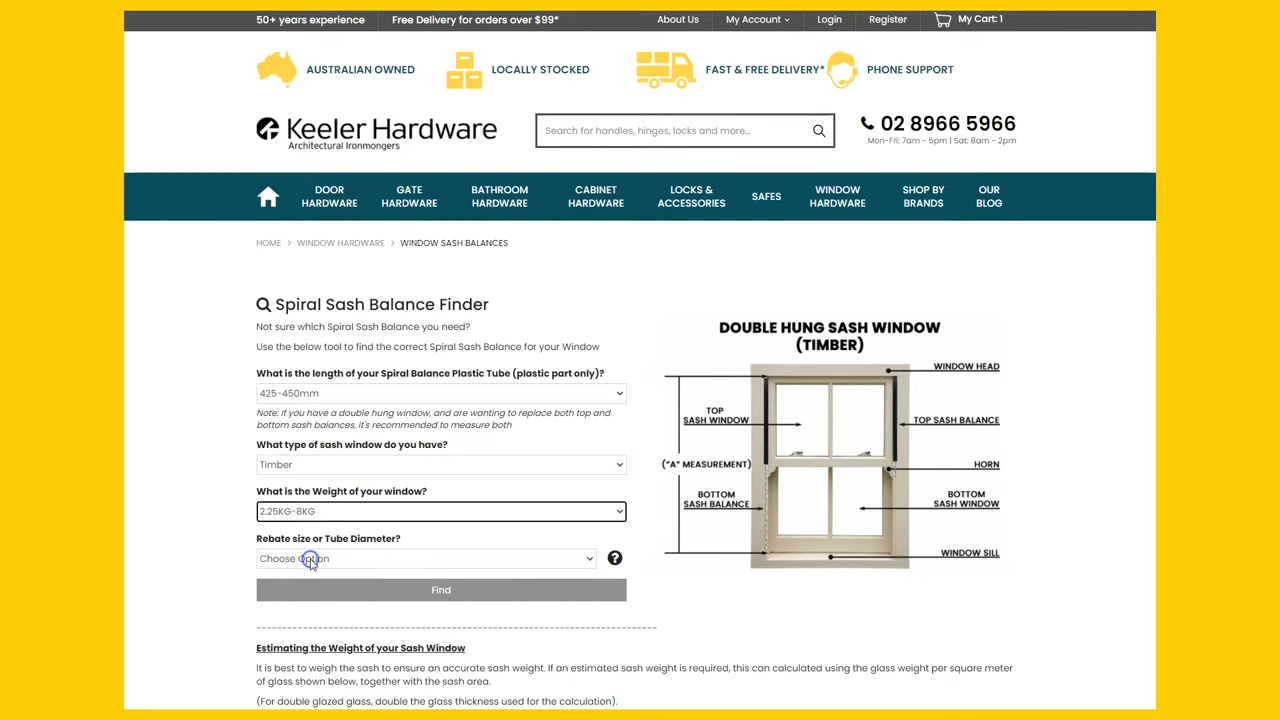 50+ years experience
Free Delivery for orders over $99*
About Us
My Account
Login
Register
My Cart: 1
AUSTRALIAN OWNED
LOCALLY STOCKED
FAST & FREE DELIVERY*
PHONE SUPPORT
Keeler Hardware
Architectural Ironmongers
Search for handles, hinges, locks and more...
02 8966 5966
Mon-Fri: 7am - 5pm | Sat: 8am - 2pm
DOOR
HARDWARE
GATE
HARDWARE
BATHROOM
HARDWARE
CABINET
HARDWARE
LOCKS &
ACCESSORIES
SAFES
WINDOW
HARDWARE
SHOP BY
BRANDS
OUR
BLOG
HOME > WINDOW HARDWARE > WINDOW SASH BALANCES
Spiral Sash Balance Finder
Not sure which Spiral Sash Balance you need?
Use the below tool to find the correct Spiral Sash Balance for your Window
What is the length of your Spiral Balance Plastic Tube (plastic part only)?
425-450mm
Note: If you have a double hung window, and are wanting to replace both top and
bottom sash balances, it's recommended to measure both
What type of sash window do you have?
Timber
What is the Weight of your window?
2.25KG-8KG
Rebate size or Tube Diameter?
Choose Option
?
Find
DOUBLE HUNG SASH WINDOW
(TIMBER)
WINDOW HEAD
TOP
SASH WINDOW
TOP SASH BALANCE
("A" MEASUREMENT)
HORN
BOTTOM
SASH BALANCE
BOTTOM
SASH WINDOW
WINDOW SILL
--------------------------------------------------------------------------------
Estimating the Weight of your Sash Window
It is best to weigh the sash to ensure an accurate sash weight. If an estimated sash weight is required, this can calculated using the glass weight per square meter
of glass shown below, together with the sash area.
(For double glazed glass, double the glass thickness used for the calculation).